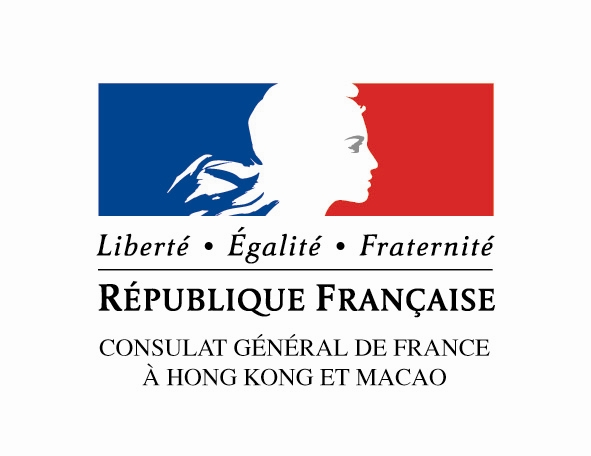 Liberté • Égalité • Fraternité
RÉPUBLIQUE FRANÇAISE
CONSULAT GÉNÉRAL DE FRANCE
À HONG KONG ET MACAO